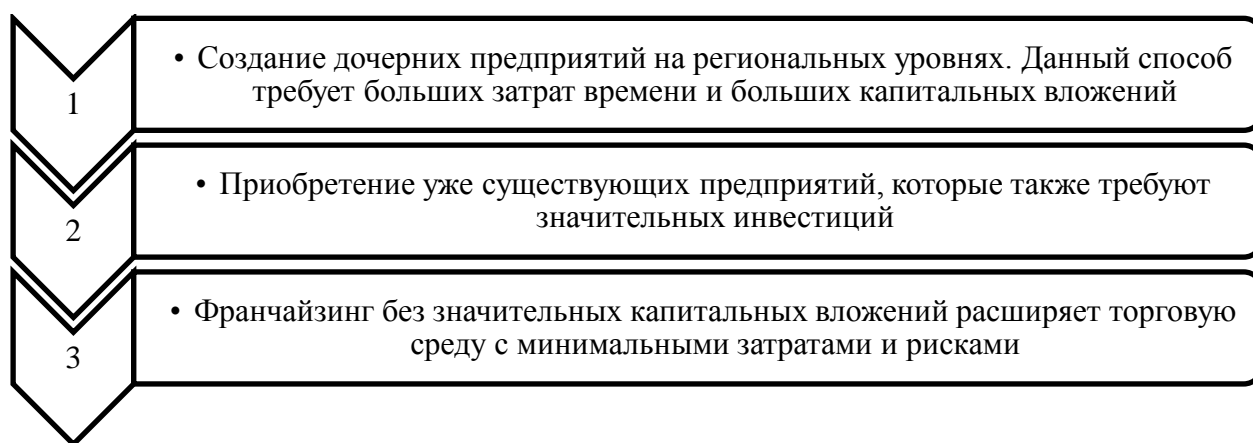 1
• Создание дочерних предприятий на региональных уровнях. Данный способ
требует больших затрат времени и больших капитальных вложений
2
• Приобретение уже существующих предприятий, которые также требуют
значительных инвестиций
3
• Франчайзинг без значительных капитальных вложений расширяет торговую
среду с минимальными затратами и рисками